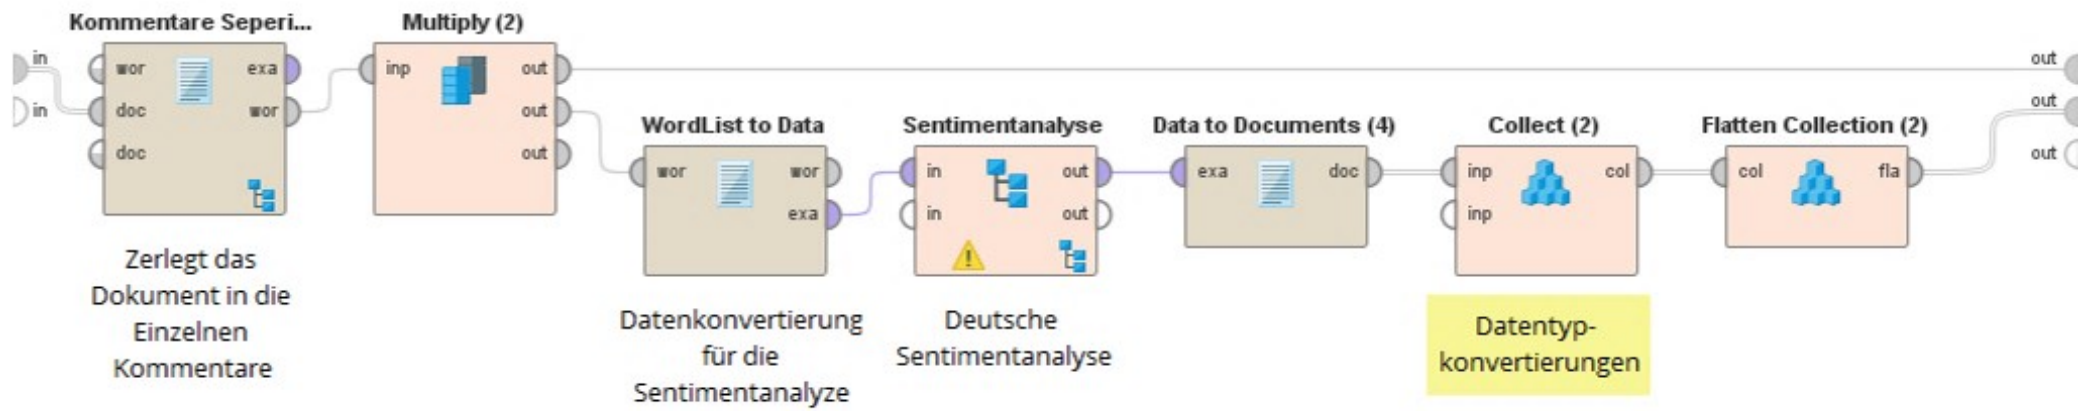 Kommentare Seperi...
Multiply (2)
in
wor
exa
inp
out
out
in
doc
wor
out
out
doc
out
WordList to Data
Sentimentanalyse
Data to Documents (4)
Collect (2)
Flatten Collection (2)
out
wor
wor
in
out
exa
doc
inp
col
col
fla
exa
in
out
inp
Zerlegt das
Dokument in die
Einzelnen
Kommentare
Datenkonvertierung
für die
Sentimentanalyze
Deutsche
Sentimentanalyse
Datentyp-
konvertierungen